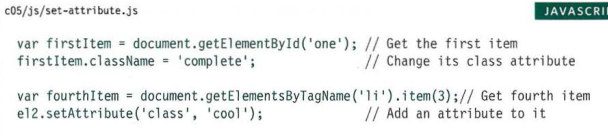 c05/js/set-attribute.js JAVASCRIP
var firstItem = document.getElementById('one'); // Get the first item
firstItem.className = 'complete'; // Change its class attribute
var fourthItem = document.getElementsByTagName('li').item(3);// Get fourth item
el2.setAttribute('class', 'cool'); // Add an attribute to it